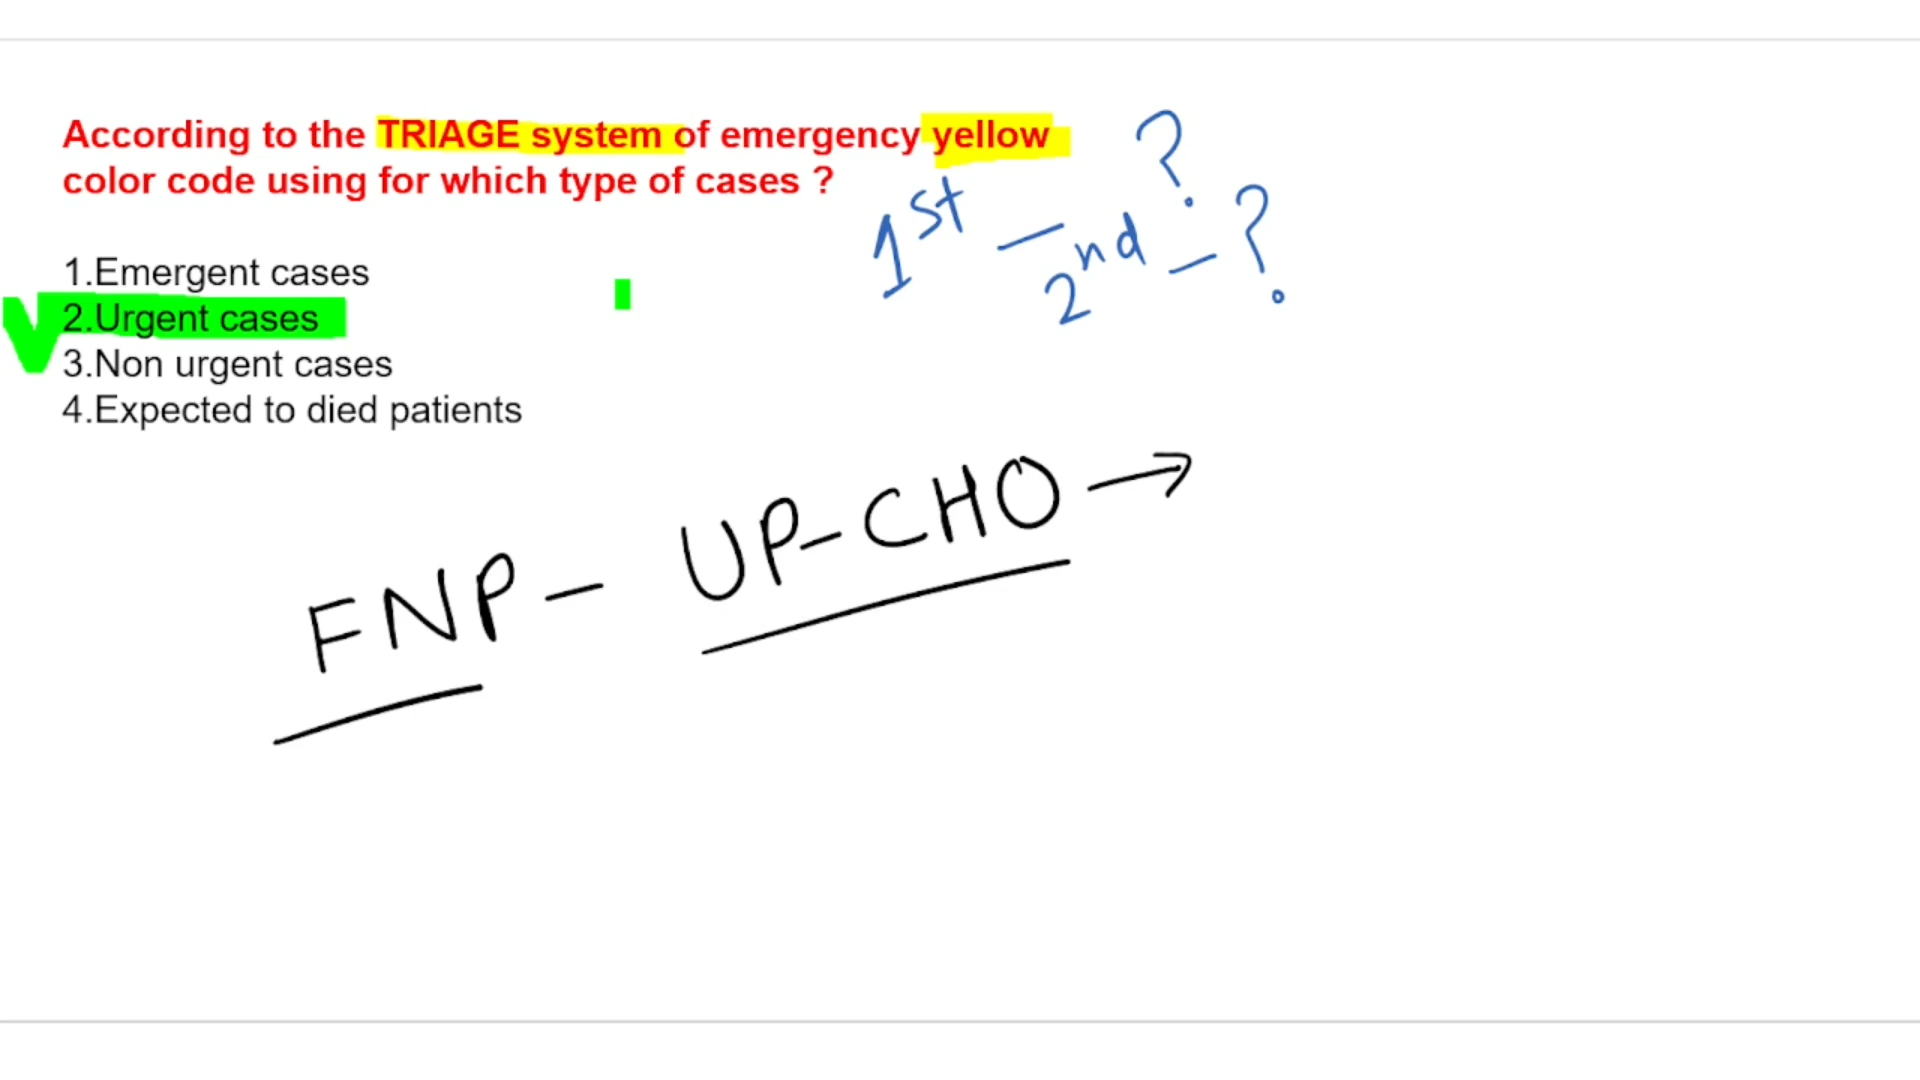 According to the TRIAGE system of emergency yellow
color code using for which type of cases ?
1st - ?
2nd - ?
1.Emergent cases
2.Urgent cases
3.Non urgent cases
4.Expected to died patients
FNP - UP-CHO →